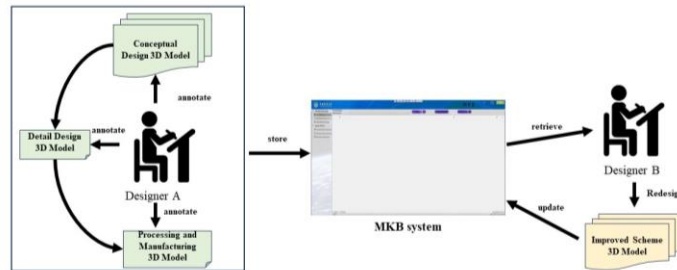 Conceptual
Design 3D Model
annotate
annotate
Detail Design
3D Model
Designer A
annotate
Processing and
Manufacturing
3D Model
store
MKB system
retrieve
Designer B
Redesign
update
Improved Scheme
3D Model